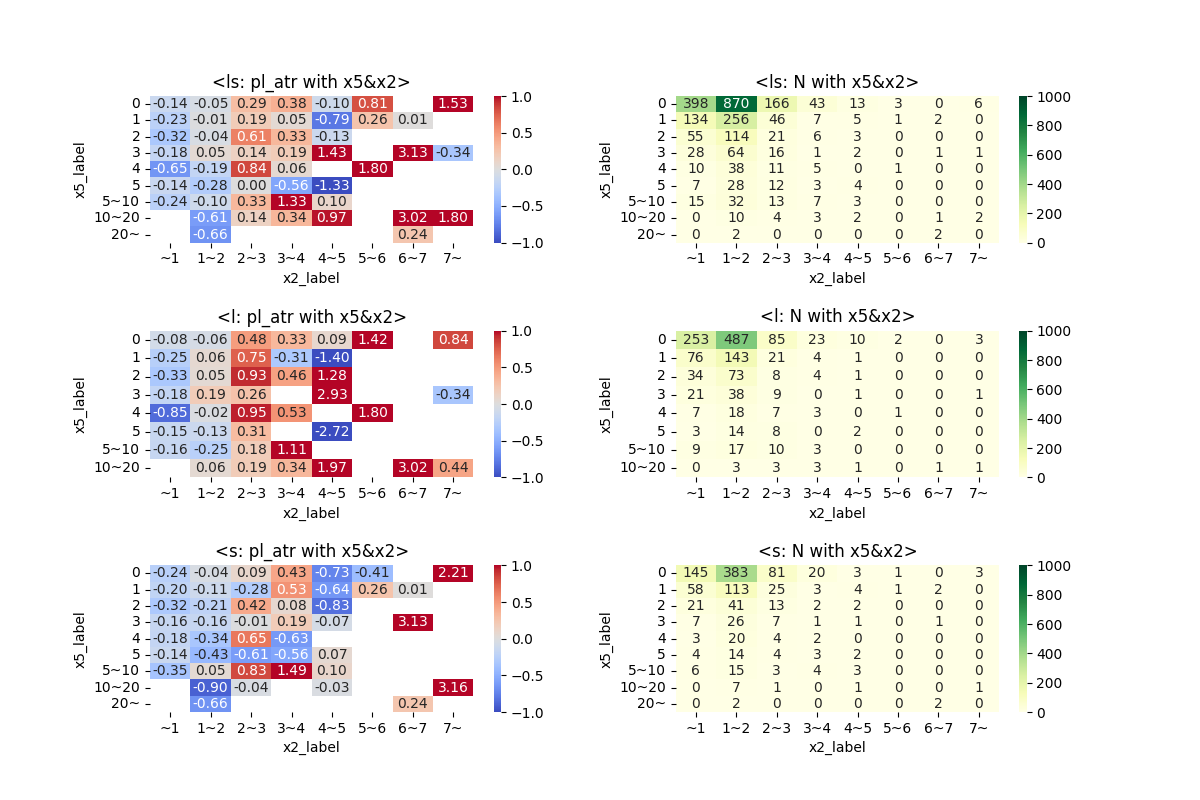 <ls: pl_atr with x5&x2>
x5_label
0 -0.14 -0.05 0.29 0.38 -0.10 0.81 1.53
1 -0.23 -0.01 0.19 0.05 -0.79 0.26 0.01
2 -0.32 -0.04 0.61 0.33 -0.13
3 -0.18 0.05 0.14 0.19 1.43 3.13 -0.34
4 -0.65 -0.19 0.84 0.06 1.80
5 -0.14 -0.28 0.00 -0.56 -1.33
5~10 -0.24 -0.10 0.33 1.33 0.10
10~20 -0.61 0.14 0.34 0.97 3.02 1.80
20~ -0.66 0.24
~1 1~2 2~3 3~4 4~5 5~6 6~7 7~
x2_label
1.0
0.5
0.0
−0.5
−1.0
<ls: N with x5&x2>
x5_label
0 398 870 166 43 13 3 0 6
1 134 256 46 7 5 1 2 0
2 55 114 21 6 3 0 0 0
3 28 64 16 1 2 0 1 1
4 10 38 11 5 0 1 0 0
5 7 28 12 3 4 0 0 0
5~10 15 32 13 7 3 0 0 0
10~20 0 10 4 3 2 0 1 2
20~ 0 2 0 0 0 0 2 0
~1 1~2 2~3 3~4 4~5 5~6 6~7 7~
x2_label
1000
800
600
400
200
0
<l: pl_atr with x5&x2>
x5_label
0 -0.08 -0.06 0.48 0.33 0.09 1.42 0.84
1 -0.25 0.06 0.75 -0.31 -1.40
2 -0.33 0.05 0.93 0.46 1.28
3 -0.18 0.19 0.26 2.93 -0.34
4 -0.85 -0.02 0.95 0.53 1.80
5 -0.15 -0.13 0.31 -2.72
5~10 -0.16 -0.25 0.18 1.11
10~20 0.06 0.19 0.34 1.97 3.02 0.44
~1 1~2 2~3 3~4 4~5 5~6 6~7 7~
x2_label
1.0
0.5
0.0
−0.5
−1.0
<l: N with x5&x2>
x5_label
0 253 487 85 23 10 2 0 3
1 76 143 21 4 1 0 0 0
2 34 73 8 4 1 0 0 0
3 21 38 9 0 1 0 0 1
4 7 18 7 3 0 1 0 0
5 3 14 8 0 2 0 0 0
5~10 9 17 10 3 0 0 0 0
10~20 0 3 3 3 1 0 1 1
~1 1~2 2~3 3~4 4~5 5~6 6~7 7~
x2_label
1000
800
600
400
200
0
<s: pl_atr with x5&x2>
x5_label
0 -0.24 -0.04 0.09 0.43 -0.73 -0.41 2.21
1 -0.20 -0.11 -0.28 0.53 -0.64 0.26 0.01
2 -0.32 -0.21 0.42 0.08 -0.83
3 -0.16 -0.16 -0.01 0.19 -0.07 3.13
4 -0.18 -0.34 0.65 -0.63
5 -0.14 -0.43 -0.61 -0.56 0.07
5~10 -0.35 0.05 0.83 1.49 0.10
10~20 -0.90 -0.04 -0.03 3.16
20~ -0.66 0.24
~1 1~2 2~3 3~4 4~5 5~6 6~7 7~
x2_label
1.0
0.5
0.0
−0.5
−1.0
<s: N with x5&x2>
x5_label
0 145 383 81 20 3 1 0 3
1 58 113 25 3 4 1 2 0
2 21 41 13 2 2 0 0 0
3 7 26 7 1 1 0 1 0
4 3 20 4 2 0 0 0 0
5 4 14 4 3 2 0 0 0
5~10 6 15 3 4 3 0 0 0
10~20 0 7 1 0 1 0 0 1
20~ 0 2 0 0 0 0 2 0
~1 1~2 2~3 3~4 4~5 5~6 6~7 7~
x2_label
1000
800
600
400
200
0